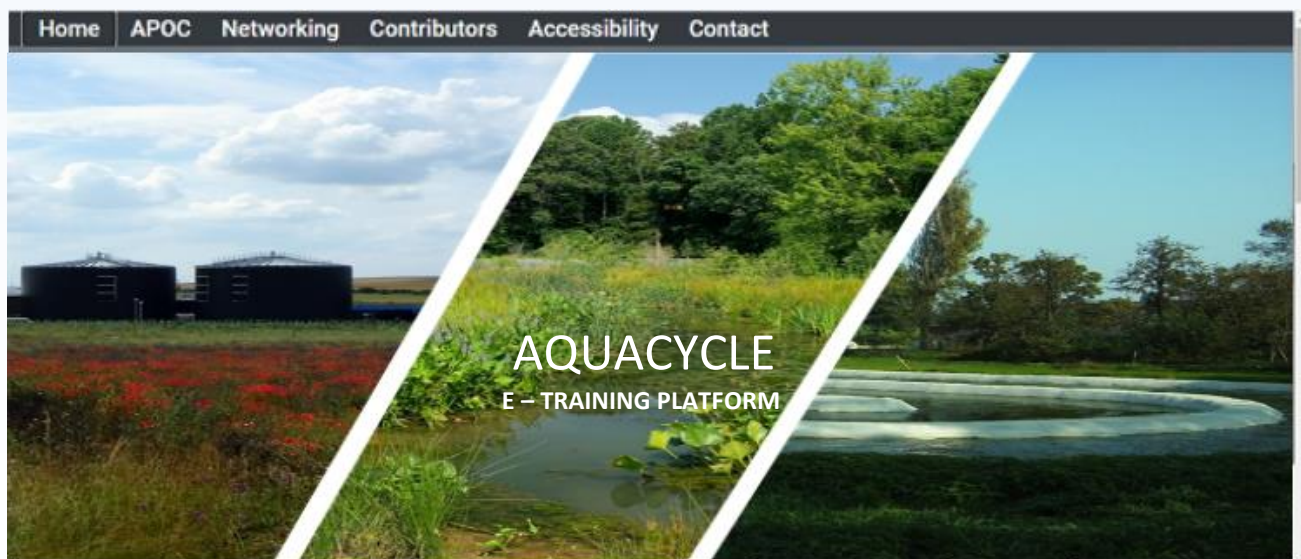 Home APOC Networking Contributors Accessibility Contact
AQUACYCLE
E – TRAINING PLATFORM